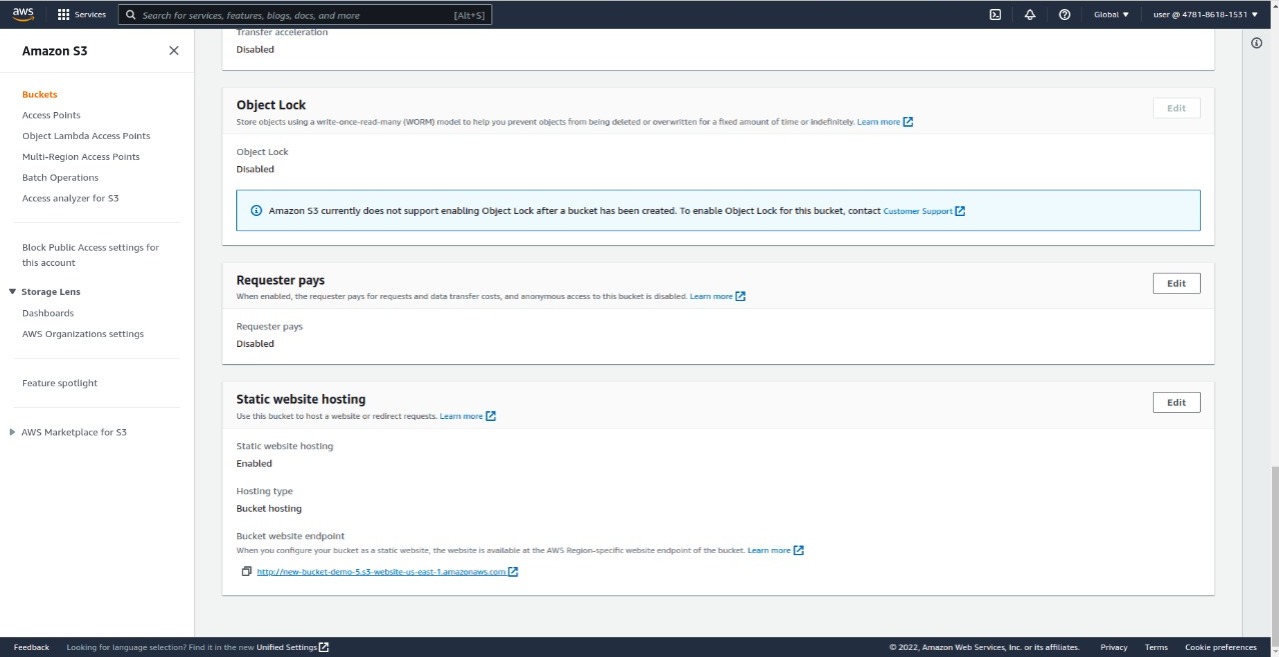 aws
Services
Search for services, features, blogs, docs, and more
[Alt+S]
Global
user @ 4781-8618-1531
Amazon S3
Buckets
Access Points
Object Lambda Access Points
Multi-Region Access Points
Batch Operations
Access analyzer for S3
Block Public Access settings for
this account
Storage Lens
Dashboards
AWS Organizations settings
Feature spotlight
AWS Marketplace for S3
Transfer acceleration
Disabled
Object Lock
Edit
Store objects using a write-once-read-many (WORM) model to help you prevent objects from being deleted or overwritten for a fixed amount of time or indefinitely. Learn more
Object Lock
Disabled
Amazon S3 currently does not support enabling Object Lock after a bucket has been created. To enable Object Lock for this bucket, contact Customer Support
Requester pays
Edit
When enabled, the requester pays for requests and data transfer costs, and anonymous access to this bucket is disabled. Learn more
Requester pays
Disabled
Static website hosting
Edit
Use this bucket to host a website or redirect requests. Learn more
Static website hosting
Enabled
Hosting type
Bucket hosting
Bucket website endpoint
When you configure your bucket as a static website, the website is available at the AWS Region-specific website endpoint of the bucket. Learn more
http://new-bucket-demo-5.s3-website-us-east-1.amazonaws.com
Feedback
Looking for language selection? Find it in the new Unified Settings
© 2022, Amazon Web Services, Inc. or its affiliates.
Privacy
Terms
Cookie preferences